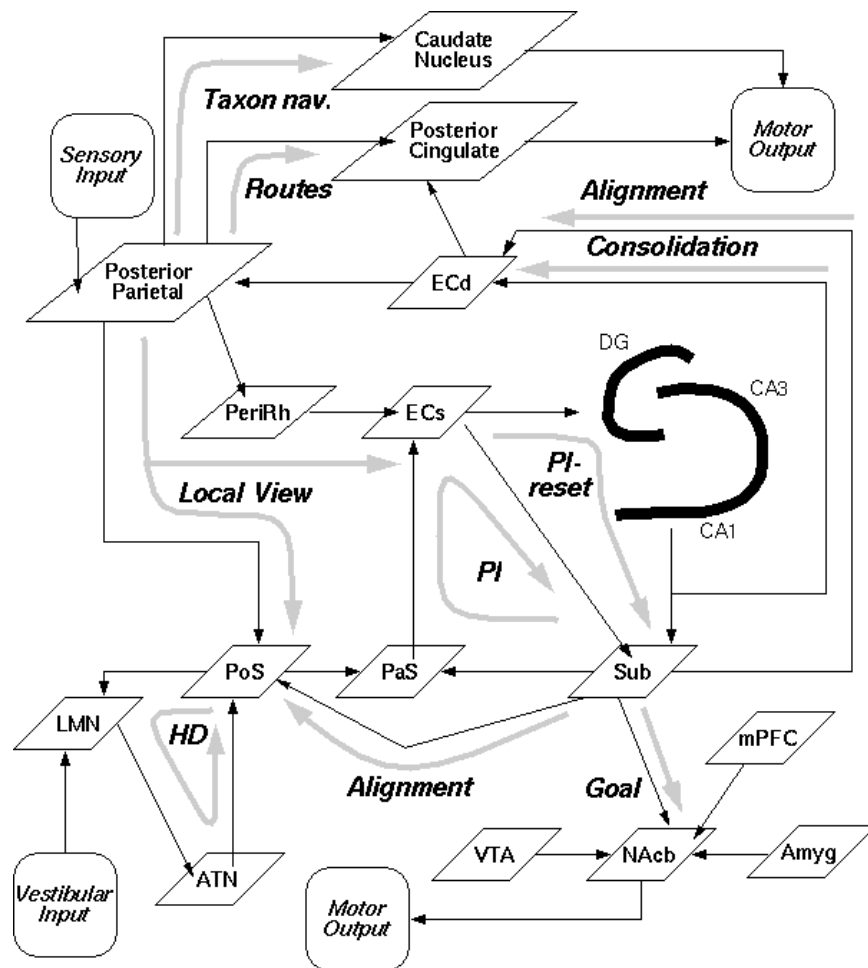 Caudate
Nucleus
Taxon nav.
Posterior
Cingulate
Motor
Output
Sensory
Input
Routes
Alignment
Consolidation
Posterior
Parietal
ECd
DG
CA3
PeriRh
ECs
PI-
reset
Local View
CA1
PI
PoS
PaS
Sub
LMN
HD
mPFC
Alignment
Goal
VTA
NAcb
Amyg
ATN
Vestibular
Input
Motor
Output